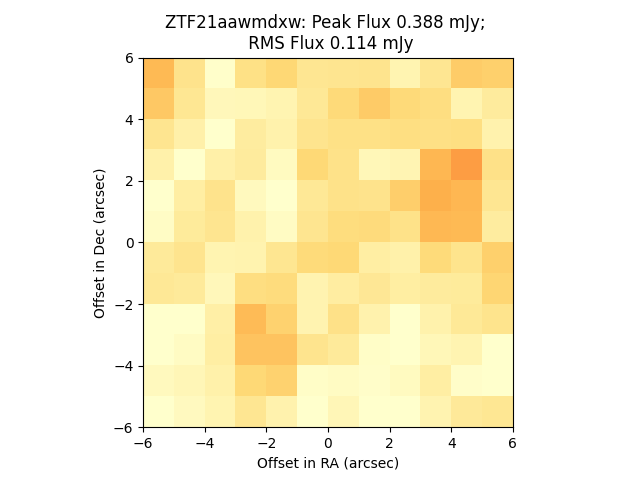 ZTF21aawmdxw: Peak Flux 0.388 mJy;
RMS Flux 0.114 mJy
6
4
2
0
−2
−4
−6
Offset in Dec (arcsec)
−6 −4 −2 0 2 4 6
Offset in RA (arcsec)